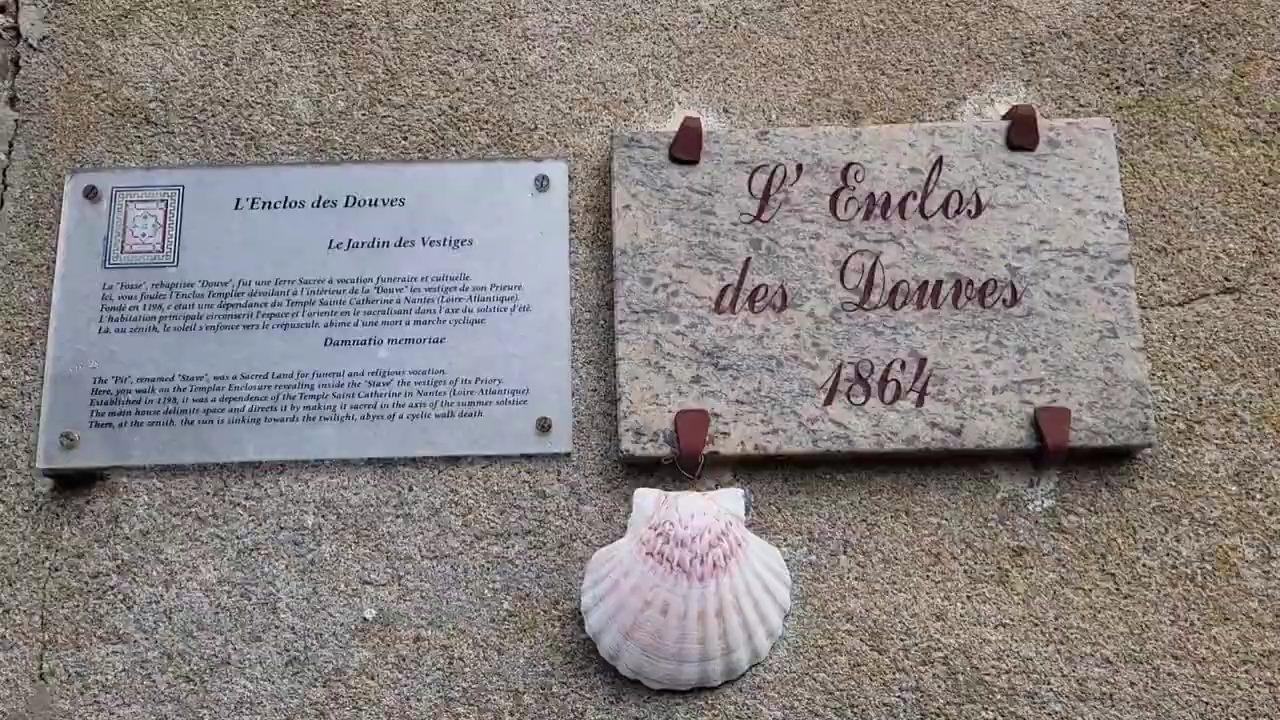 L'Enclos des Douves
Le Jardin des Vestiges
La "Fosse", rebaptisée "Douve", fut une Terre Sacrée à vocation funéraire et cultuelle.
Ici, vous foulez l'Enclos Templier dévoilant à l'intérieur de la "Douve" les vestiges de son Prieuré.
Fondé en 1198, c'était une dépendance du Temple Sainte Catherine à Nantes (Loire-Atlantique).
L'habitation principale circonscrit l'espace et l'oriente en le sacralisant dans l'axe du solstice d'été.
Là, au zénith, le soleil s'enfonce vers le crépuscule, abîme d'une mort à marche cyclique.
Damnatio memoriae
The "Pit", renamed "Stave", was a Sacred Land for funeral and religious vocation.
Here, you walk on the Templar Enclosure revealing inside the "Stave" the vestiges of its Priory.
Established in 1198, it was a dependence of the Temple Saint Catherine in Nantes (Loire-Atlantique).
The main house delimits space and directs it by making it sacred in the axis of the summer solstice.
There, at the zenith, the sun is sinking towards the twilight, abyss of a cyclic walk death.
L' Enclos
des Douves
1864